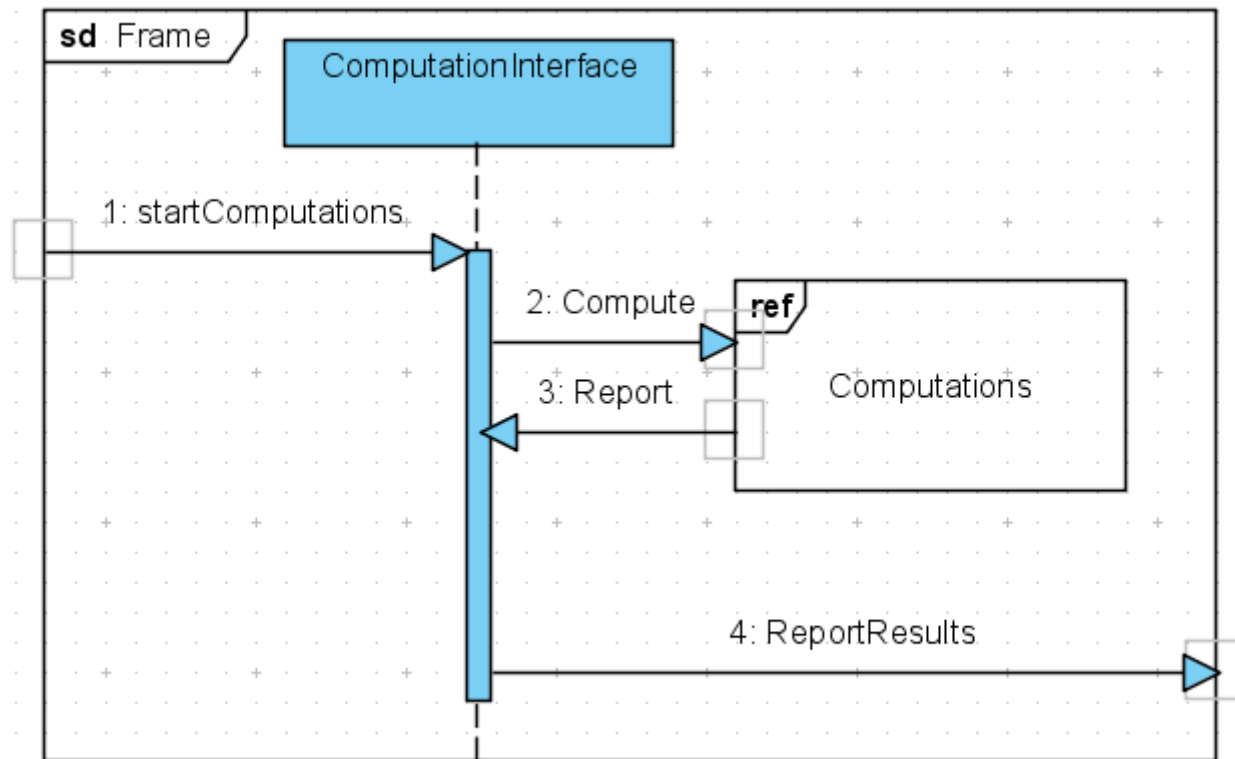 sd Frame
ComputationInterface
1: startComputations
2: Compute
ref
3: Report
Computations
4: ReportResults